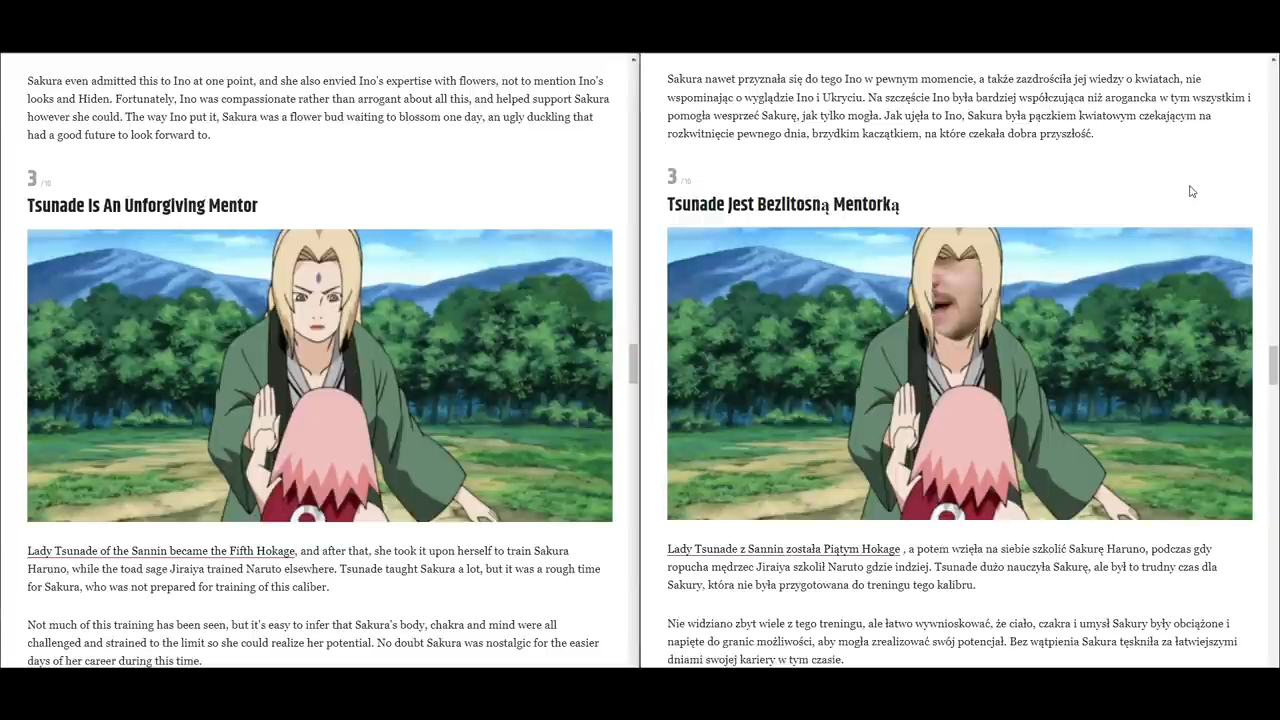 Sakura even admitted this to Ino at one point, and she also envied Ino's expertise with flowers, not to mention Ino's
looks and Hiden. Fortunately, Ino was compassionate rather than arrogant about all this, and helped support Sakura
however she could. The way Ino put it, Sakura was a flower bud waiting to blossom one day, an ugly duckling that
had a good future to look forward to.
3 /10
Tsunade Is An Unforgiving Mentor
Lady Tsunade of the Sannin became the Fifth Hokage, and after that, she took it upon herself to train Sakura
Haruno, while the toad sage Jiraiya trained Naruto elsewhere. Tsunade taught Sakura a lot, but it was a rough time
for Sakura, who was not prepared for training of this caliber.
Not much of this training has been seen, but it's easy to infer that Sakura's body, chakra and mind were all
challenged and strained to the limit so she could realize her potential. No doubt Sakura was nostalgic for the easier
days of her career during this time.
Sakura nawet przyznała się do tego Ino w pewnym momencie, a także zazdrościła jej wiedzy o kwiatach, nie
wspominając o wyglądzie Ino i Ukryciu. Na szczęście Ino była bardziej współczująca niż arogancka w tym wszystkim i
pomogła wesprzeć Sakurę, jak tylko mogła. Jak ujęła to Ino, Sakura była pączkiem kwiatowym czekającym na
rozkwitnięcie pewnego dnia, brzydkim kaczątkiem, na które czekała dobra przyszłość.
3 /10
Tsunade Jest Bezlitosną Mentorką
Lady Tsunade z Sannin została Piątym Hokage , a potem wzięła na siebie szkolić Sakurę Haruno, podczas gdy
ropucha mędrzec Jiraiya szkolił Naruto gdzie indziej. Tsunade dużo nauczyła Sakurę, ale był to trudny czas dla
Sakury, która nie była przygotowana do treningu tego kalibru.
Nie widziano zbyt wiele z tego treningu, ale łatwo wywnioskować, że ciało, czakra i umysł Sakury były obciążone i
napięte do granic możliwości, aby mogła zrealizować swój potencjał. Bez wątpienia Sakura tęskniła za łatwiejszymi
dniami swojej kariery w tym czasie.